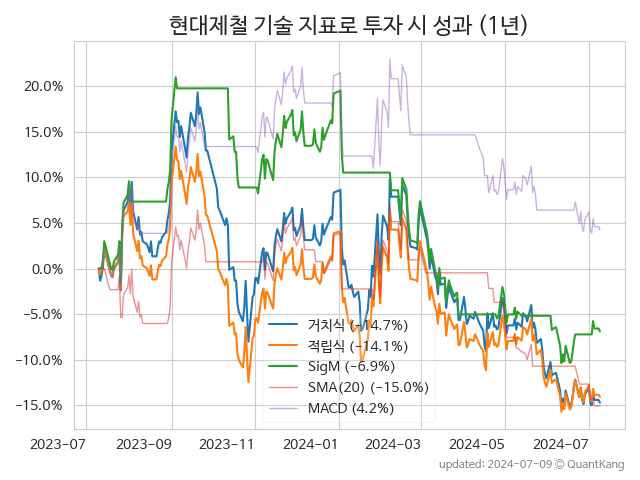 현대제철 기술 지표로 투자 시 성과 (1년)
20.0%
15.0%
10.0%
5.0%
0.0%
−5.0%
−10.0%
−15.0%
거치식 (−14.7%)
적립식 (−14.1%)
SigM (−6.9%)
SMA(20) (−15.0%)
MACD (4.2%)
2023−07 2023−09 2023−11 2024−01 2024−03 2024−05 2024−07
updated: 2024-07-09 ⓒ QuantKang